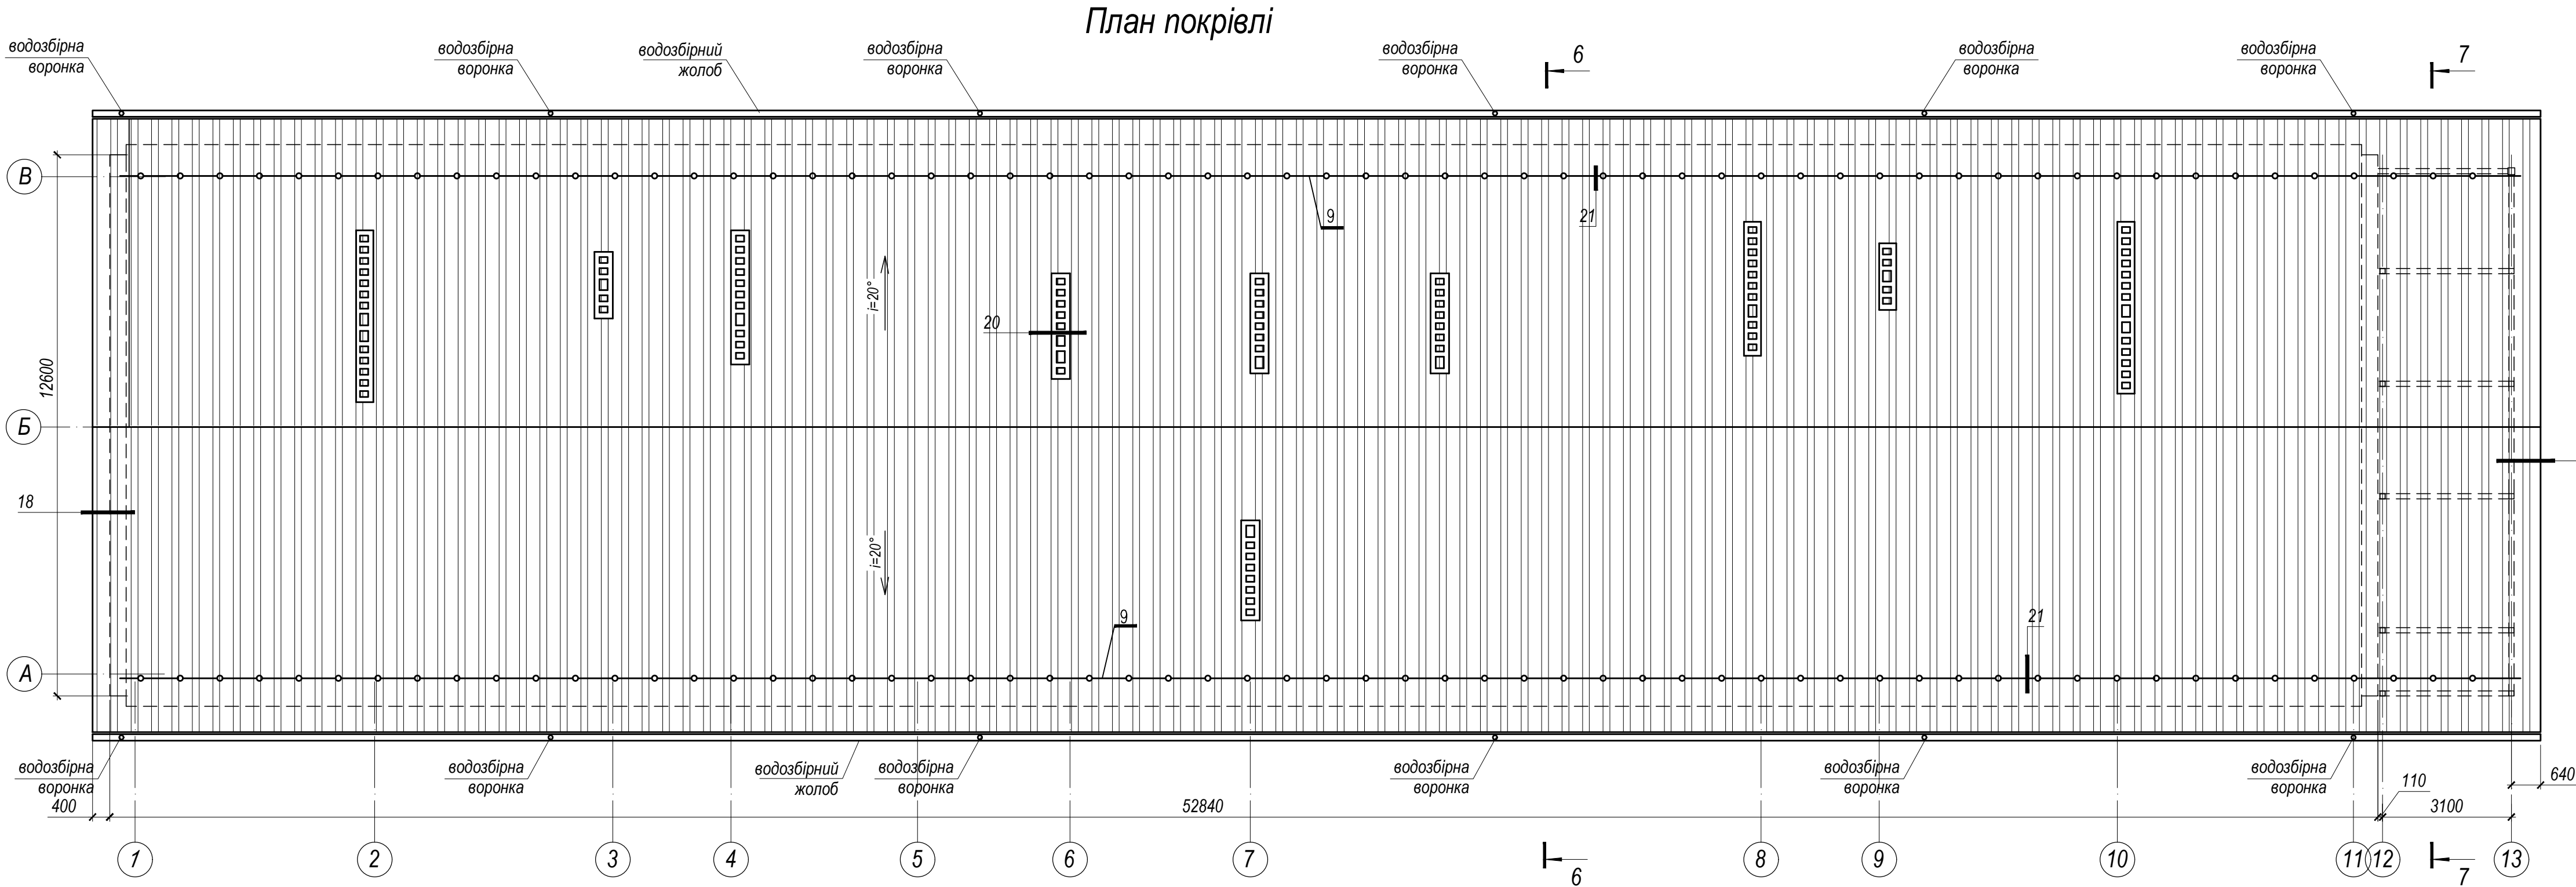 План покрівлі
водозбірна
воронка
водозбірна
воронка
водозбірний
жолоб
водозбірна
воронка
водозбірна
воронка
6
водозбірна
воронка
водозбірна
воронка
7
В
9
21
i=20°
20
12600
Б
18
i=20°
9
21
А
водозбірна
воронка
водозбірна
воронка
водозбірний
жолоб
водозбірна
воронка
водозбірна
воронка
водозбірна
воронка
водозбірна
воронка
400
52840
110
3100
640
1
2
3
4
5
6
7
8
9
10
11
12
13
6
7